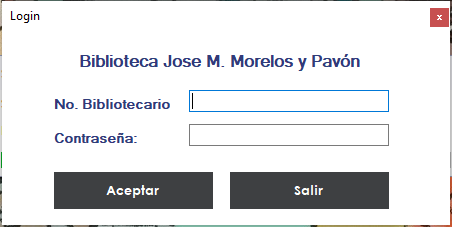 Login
x
Biblioteca Jose M. Morelos y Pavón
No. Bibliotecario
Contraseña:
Aceptar
Salir